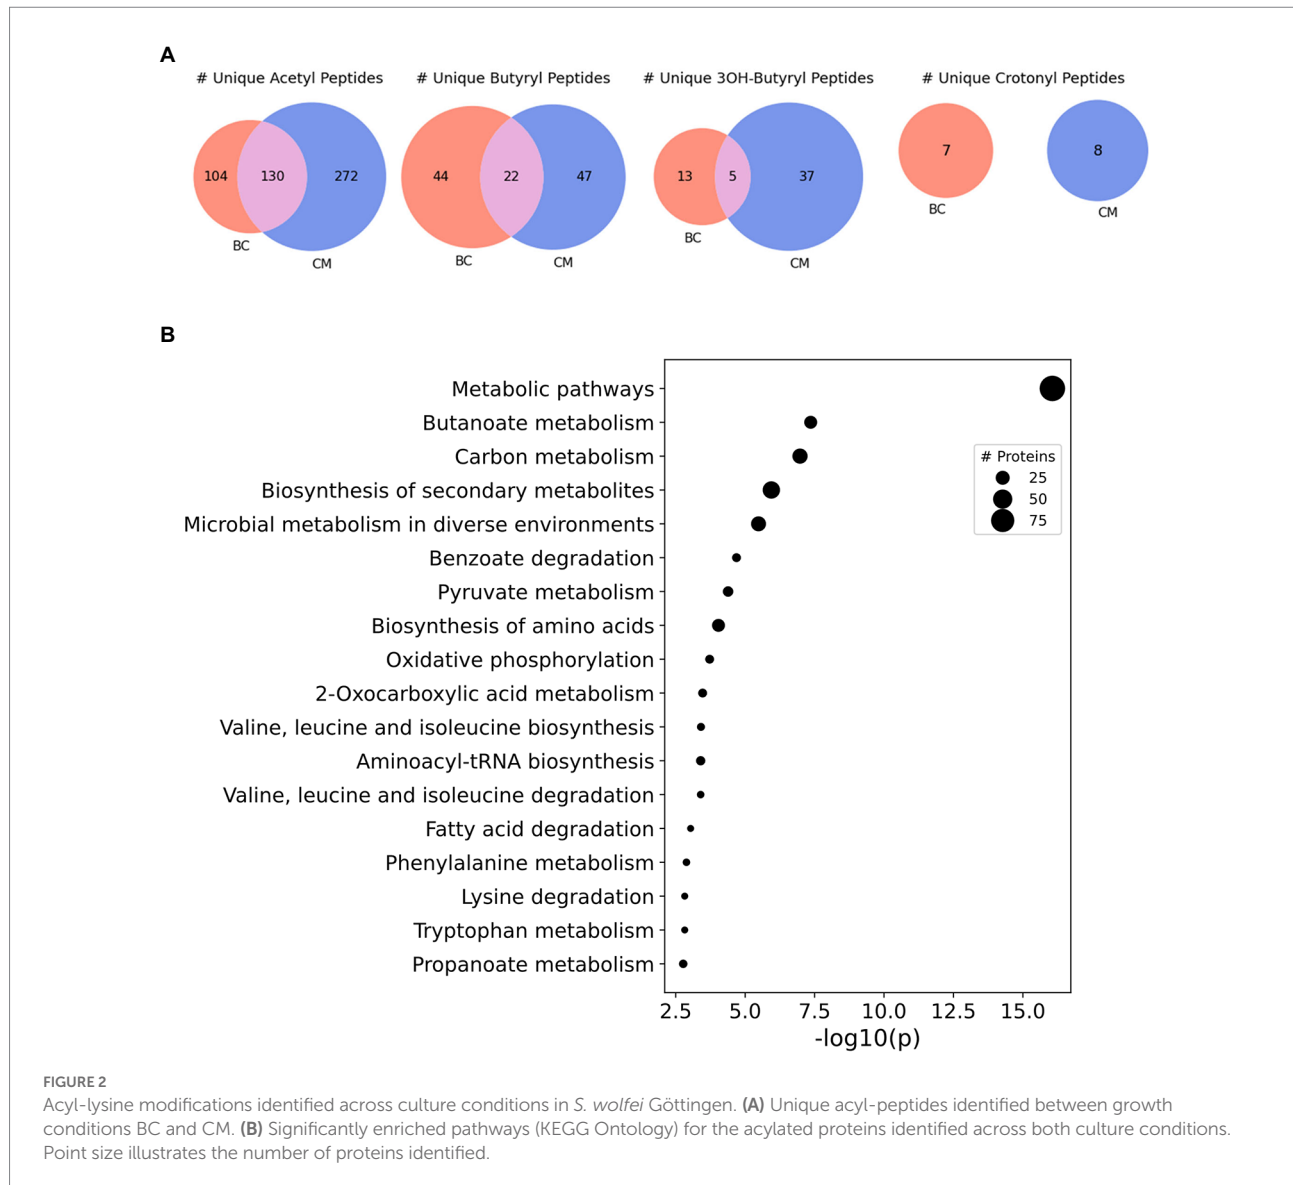 A
# Unique Acetyl Peptides
# Unique Butyryl Peptides
# Unique 3OH-Butyryl Peptides
# Unique Crotonyl Peptides
104
130
272
BC
CM
44
22
47
BC
CM
13
5
37
BC
CM
7
8
BC
CM
B
Metabolic pathways
Butanoate metabolism
Carbon metabolism
Biosynthesis of secondary metabolites
Microbial metabolism in diverse environments
Benzoate degradation
Pyruvate metabolism
Biosynthesis of amino acids
Oxidative phosphorylation
2-Oxocarboxylic acid metabolism
Valine, leucine and isoleucine biosynthesis
Aminoacyl-tRNA biosynthesis
Valine, leucine and isoleucine degradation
Fatty acid degradation
Phenylalanine metabolism
Lysine degradation
Tryptophan metabolism
Propanoate metabolism
# Proteins
25
50
75
2.5 5.0 7.5 10.0 12.5 15.0
-log10(p)
FIGURE 2
Acyl-lysine modifications identified across culture conditions in S. wolfei Göttingen. (A) Unique acyl-peptides identified between growth
conditions BC and CM. (B) Significantly enriched pathways (KEGG Ontology) for the acylated proteins identified across both culture conditions.
Point size illustrates the number of proteins identified.